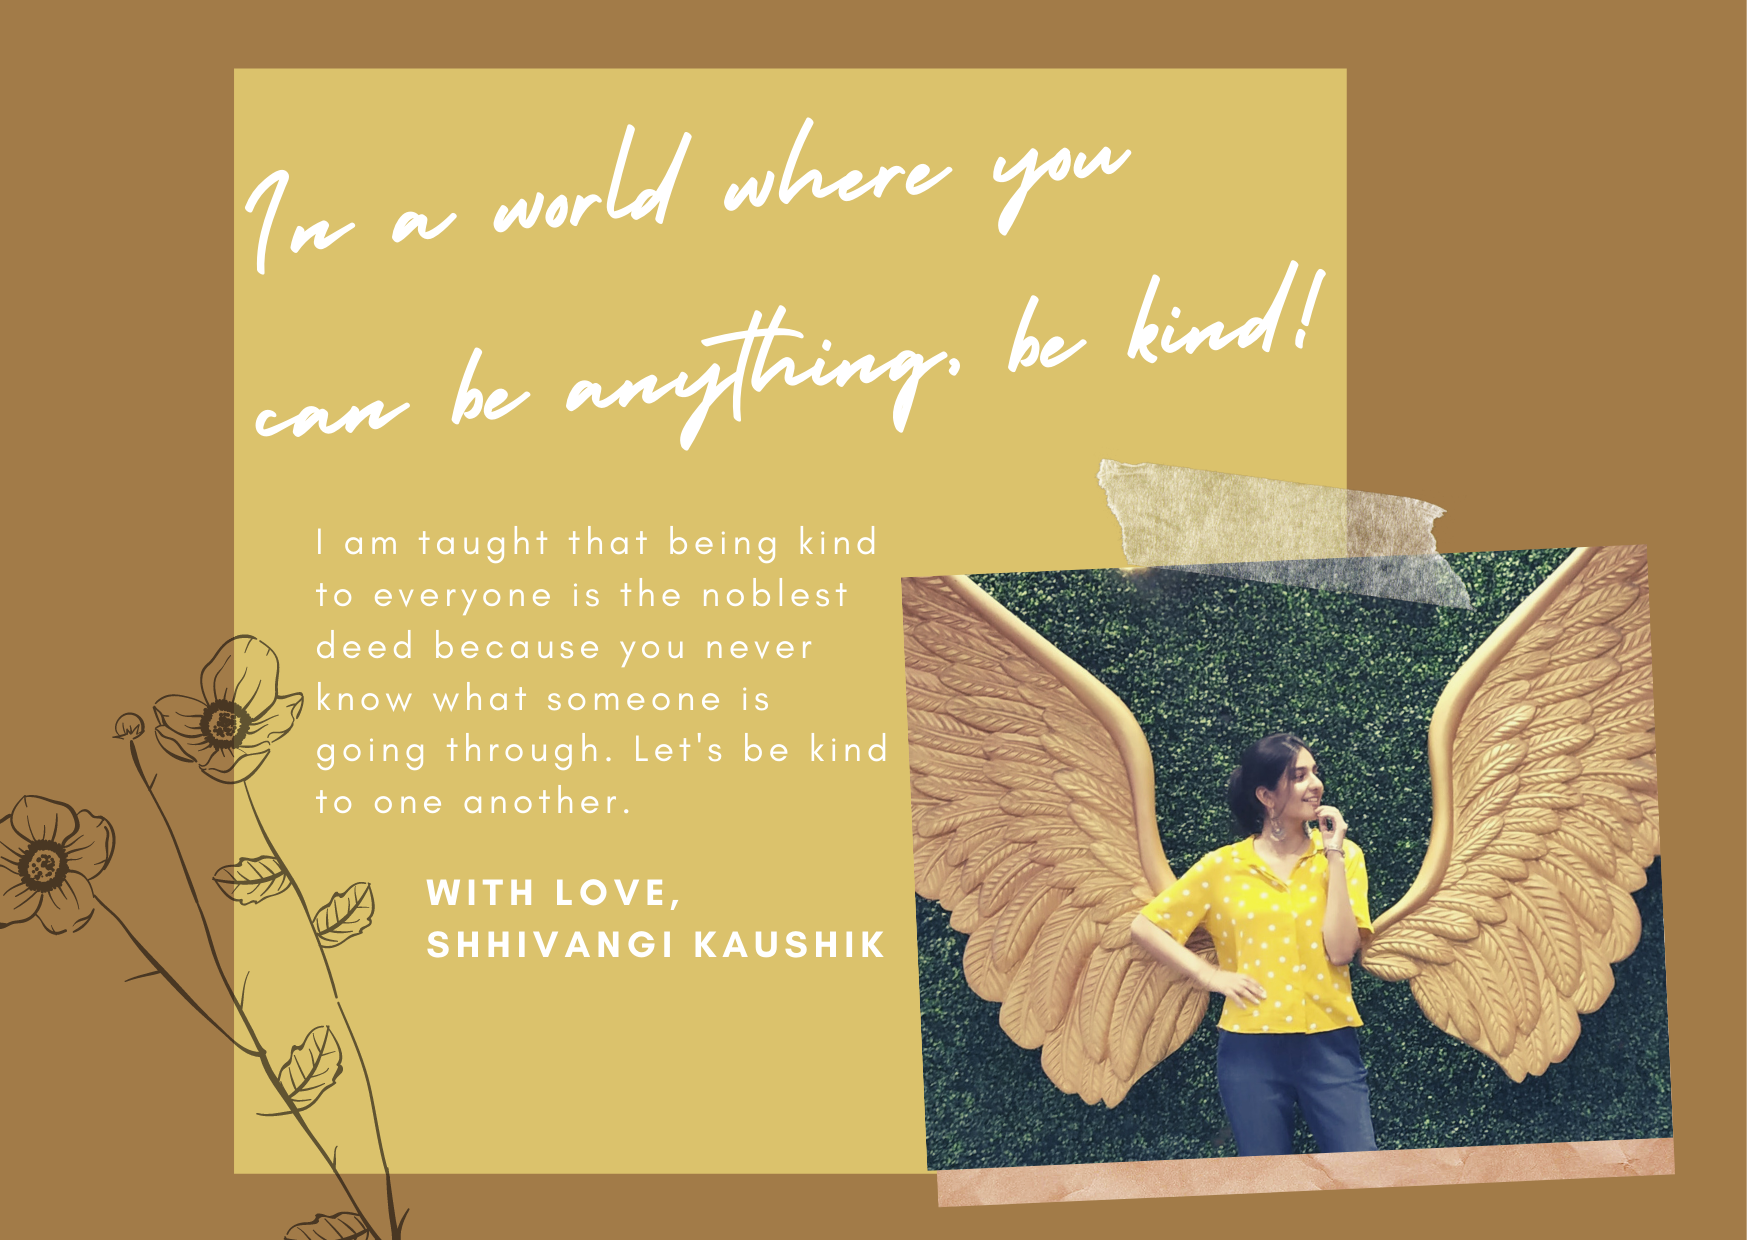 In a world where you
can be anything, be kind!
I am taught that being kind
to everyone is the noblest
deed because you never
know what someone is
going through. Let's be kind
to one another.
WITH LOVE,
SHHIVANGI KAUSHIK